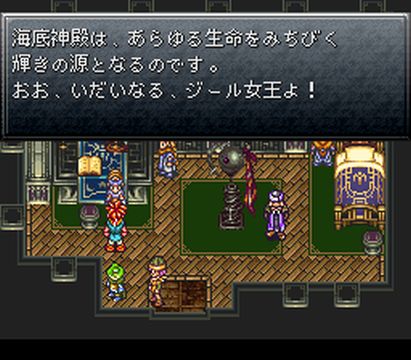 海底神殿は、あらゆる生命をみちびく
輝きの源となるのです。
おお、いだいなる、ジール女王よ！